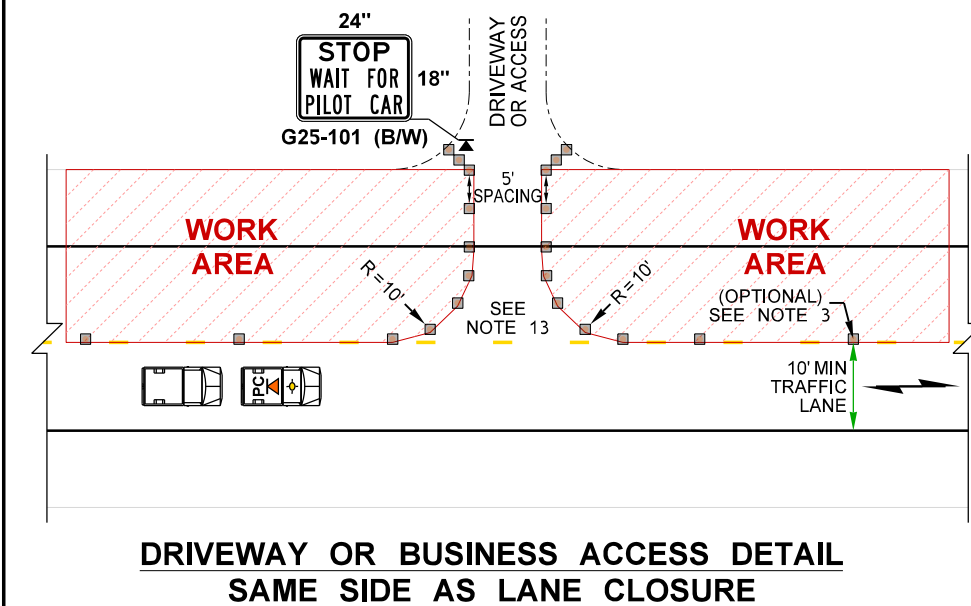 24"
STOP
WAIT FOR
PILOT CAR
18"
G25-101 (B/W)
DRIVEWAY
OR ACCESS
5'
SPACING
WORK
AREA
WORK
AREA
R=10'
R=10'
SEE
NOTE 13
(OPTIONAL)
SEE NOTE 3
10' MIN
TRAFFIC
LANE
PC
DRIVEWAY OR BUSINESS ACCESS DETAIL
SAME SIDE AS LANE CLOSURE